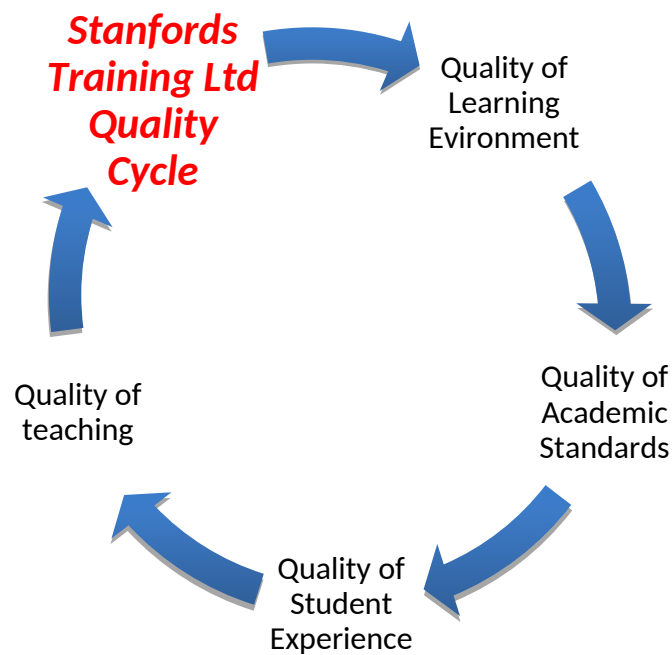 Stanfords
Training Ltd
Quality
Cycle
Quality of
Learning
Evironment
Quality of
Academic
Standards
Quality of
Student
Experience
Quality of
teaching